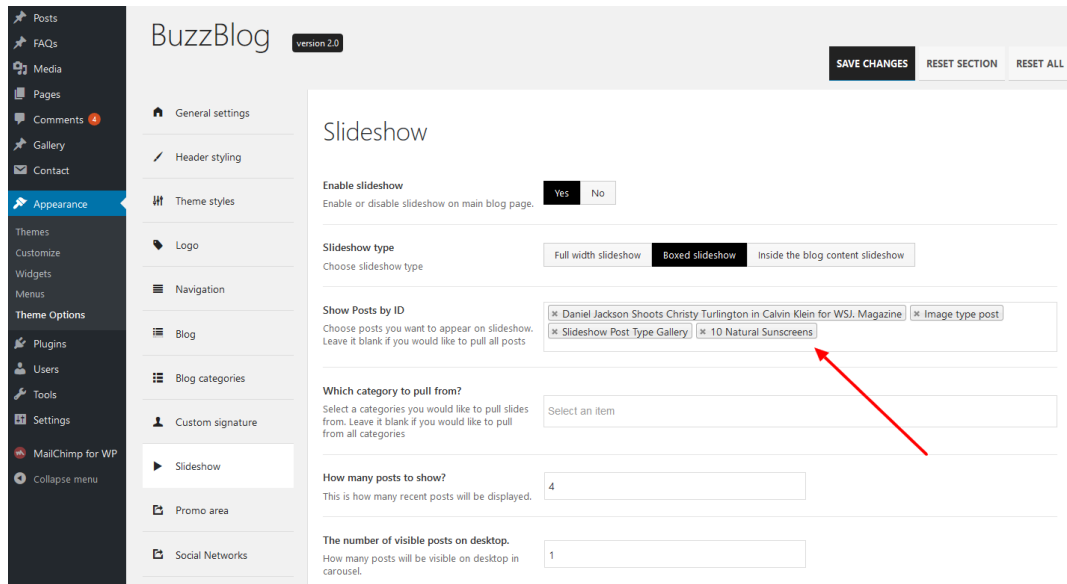 Posts
FAQs
Media
Pages
Comments 4
Gallery
Contact
Appearance
Themes
Customize
Widgets
Menus
Theme Options
Plugins
Users
Tools
Settings
MailChimp for WP
Collapse menu
BuzzBlog version 2.0
SAVE CHANGES RESET SECTION RESET ALL
General settings
Header styling
Theme styles
Logo
Navigation
Blog
Blog categories
Custom signature
Slideshow
Promo area
Social Networks
Slideshow
Enable slideshow
Enable or disable slideshow on main blog page.
Yes No
Slideshow type
Choose slideshow type
Full width slideshow Boxed slideshow Inside the blog content slideshow
Show Posts by ID
Choose posts you want to appear on slideshow.
Leave it blank if you would like to pull all posts
Daniel Jackson Shoots Christy Turlington in Calvin Klein for WSJ. Magazine Image type post
Slideshow Post Type Gallery 10 Natural Sunscreens
Which category to pull from?
Select a categories you would like to pull slides
from. Leave it blank if you would like to pull
from all categories
Select an item
How many posts to show?
This is how many recent posts will be displayed.
4
The number of visible posts on desktop.
How many posts will be visible on desktop in
carousel.
1